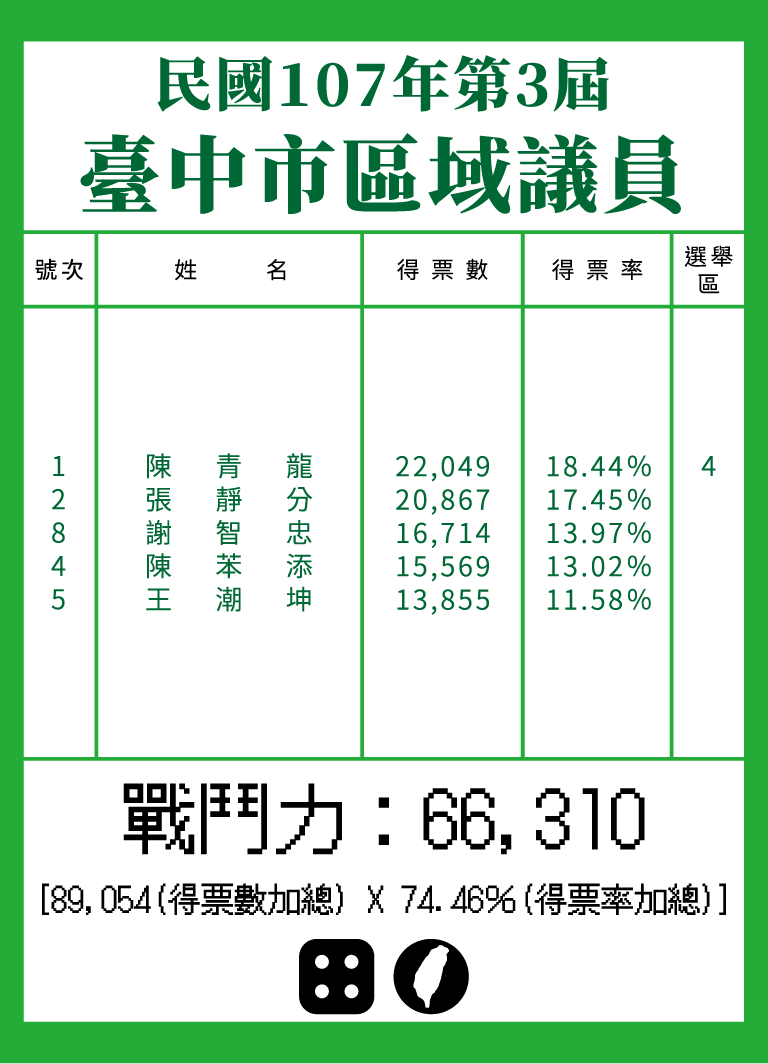 民國107年第3屆
臺中市區域議員
號次 姓名 得票數 得票率 選舉區
1 陳青龍 22,049 18.44% 4
2 張靜分 20,867 17.45%
8 謝智忠 16,714 13.97%
4 陳苯添 15,569 13.02%
5 王潮坤 13,855 11.58%
戰鬥力：66,310
[89,054(得票數加總) X 74.46%(得票率加總)]